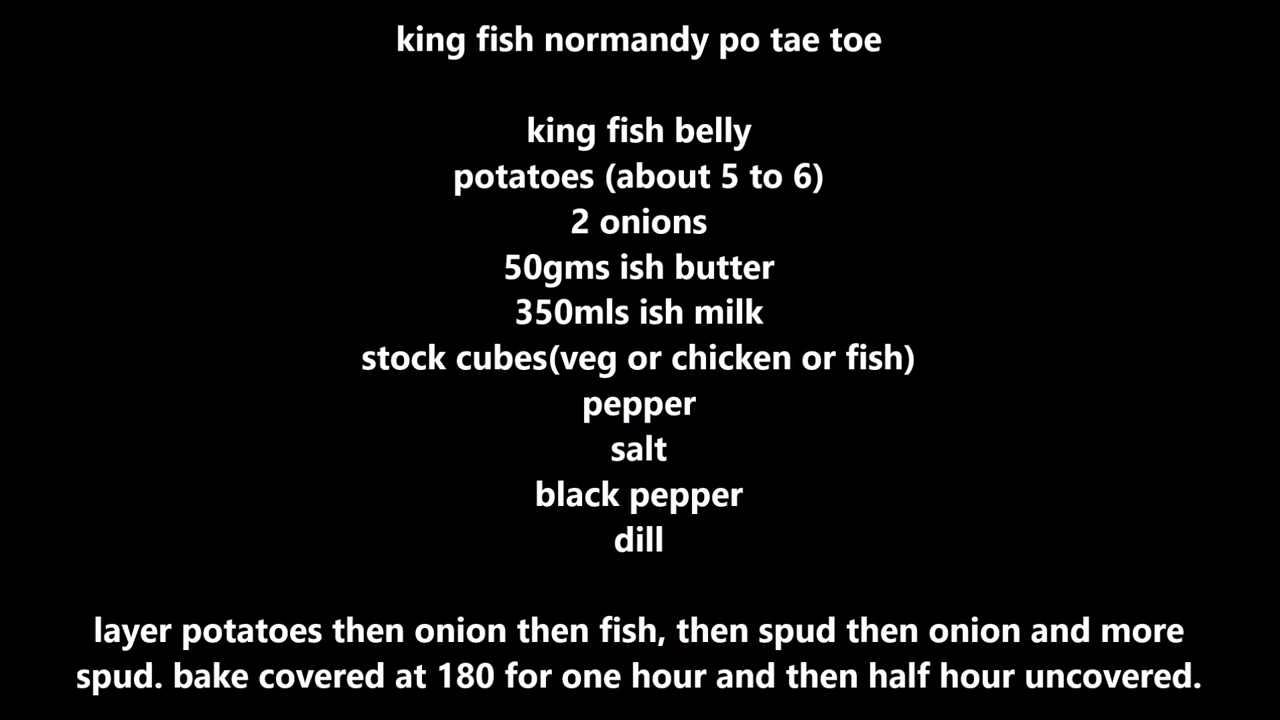 king fish normandy po tae toe
king fish belly
potatoes (about 5 to 6)
2 onions
50gms ish butter
350mls ish milk
stock cubes(veg or chicken or fish)
pepper
salt
black pepper
dill
layer potatoes then onion then fish, then spud then onion and more
spud. bake covered at 180 for one hour and then half hour uncovered.